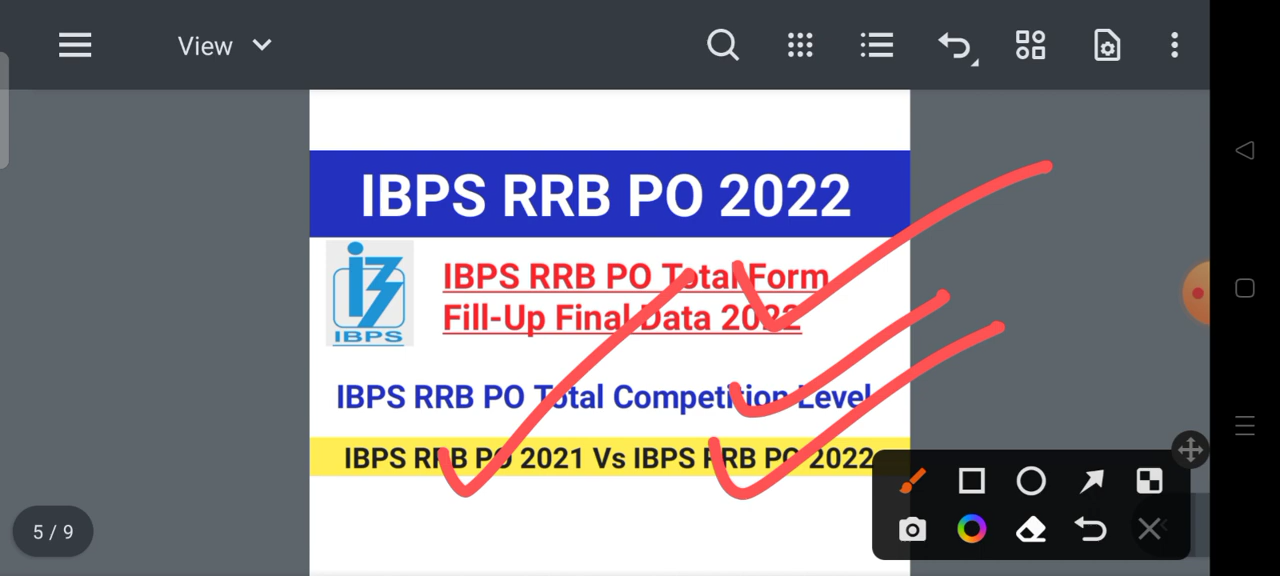 View
IBPS RRB PO 2022
IBPS RRB PO Total Form
Fill-Up Final Data 2022
IBPS
IBPS RRB PO Total Competition Level
IBPS RRB PO 2021 Vs IBPS RRB PO 2022
5 / 9